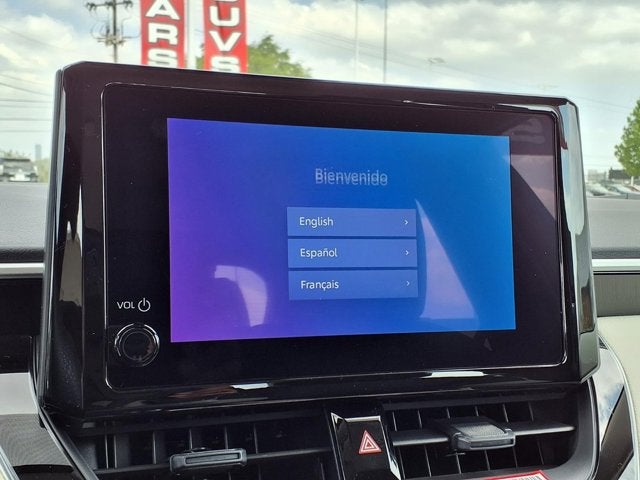 ARS
UVS
Bienvenido
English
Español
Français
VOL